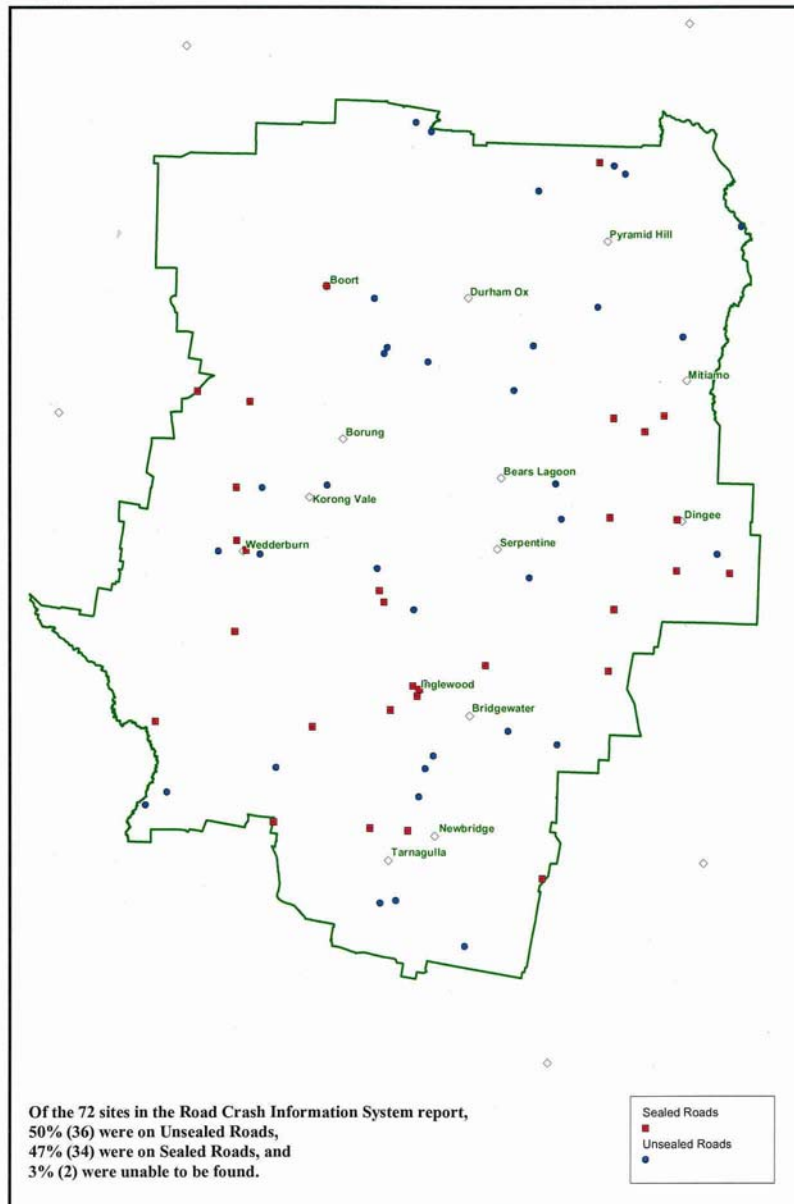 Pyramid Hill
Boort
Durham Ox
Mitiamo
Borung
Bears Lagoon
Korong Vale
Dingee
Wedderburn
Serpentine
Inglewood
Bridgewater
Newbridge
Tarnagulla
Of the 72 sites in the Road Crash Information System report,
50% (36) were on Unsealed Roads,
47% (34) were on Sealed Roads, and
3% (2) were unable to be found.
Sealed Roads
Unsealed Roads